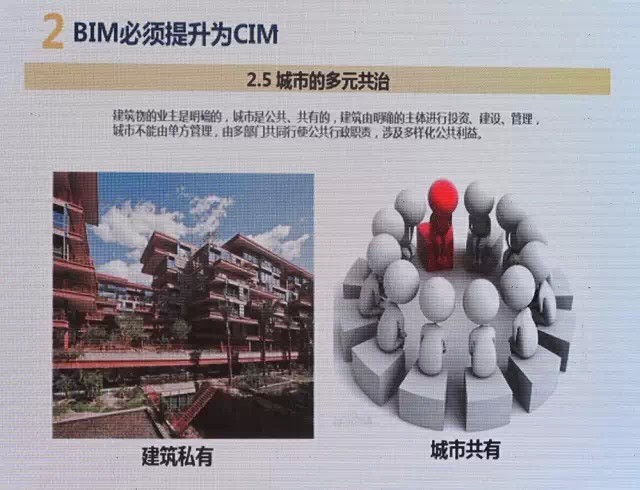 2 BIM必须提升为CIM
2.5 城市的多元共治
建筑物的业主是明确的，城市是公共、共有的，建筑由明确的主体进行投资、建设、管理，
城市不能由单方管理，由多部门共同行使公共行政职责，涉及多样化公共利益。
建筑私有
城市共有